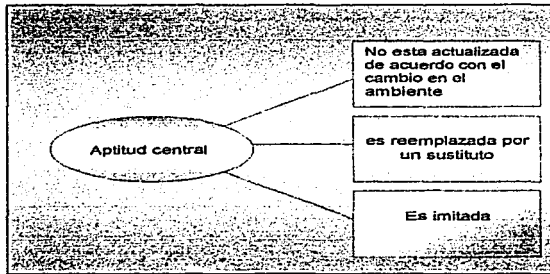 No esta actualizada
de acuerdo con el
cambio en el
ambiente
Aptitud central
es reemplazada por
un sustituto
Es imitada